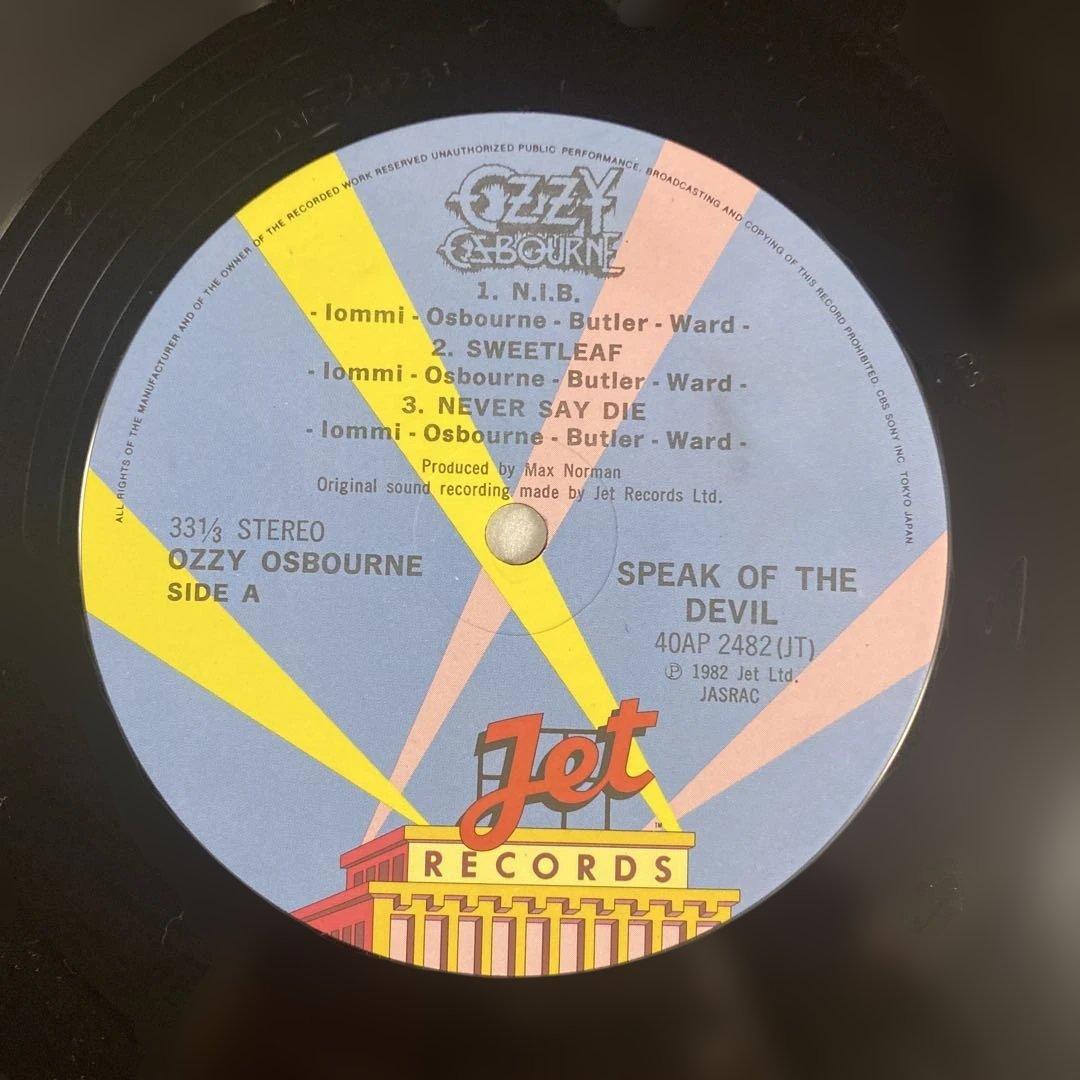 ALL RIGHTS OF THE MANUFACTURER AND OF THE OWNER OF THE RECORDED WORK RESERVED UNAUTHORIZED PUBLIC PERFORMANCE, BROADCASTING AND COPYING OF THIS RECORD PROHIBITED. CBS SONY INC. TOKYO JAPAN
OZZY
OSBOURNE
1. N.I.B.
- Iommi - Osbourne - Butler - Ward -
2. SWEETLEAF
- Iommi - Osbourne - Butler - Ward -
3. NEVER SAY DIE
- Iommi - Osbourne - Butler - Ward -
Produced by Max Norman
Original sound recording made by Jet Records Ltd.
33⅓ STEREO
OZZY OSBOURNE
SIDE A
SPEAK OF THE
DEVIL
40AP 2482(JT)
℗ 1982 Jet Ltd.
JASRAC
Jet
TM
RECORDS